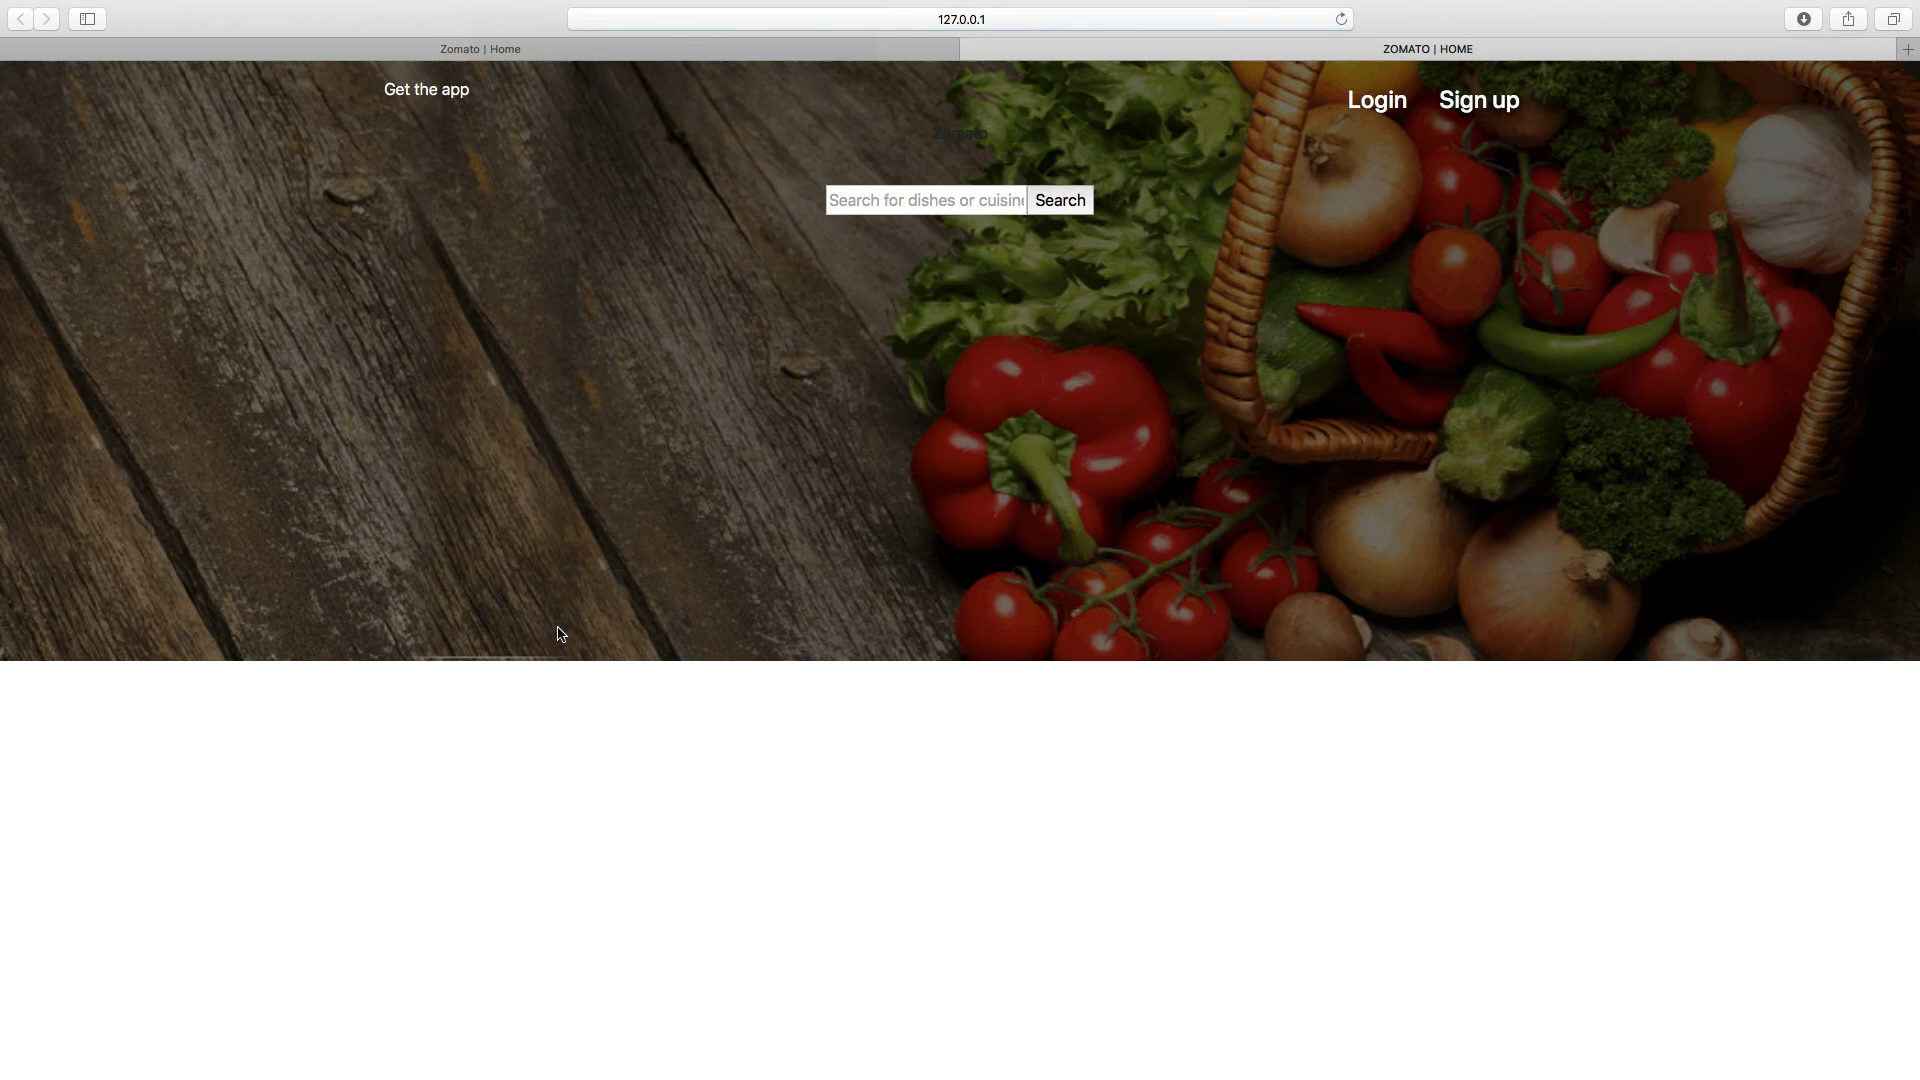 127.0.0.1
Zomato | Home
ZOMATO | HOME
Get the app
Login
Sign up
Zomato
Search for dishes or cuisine
Search